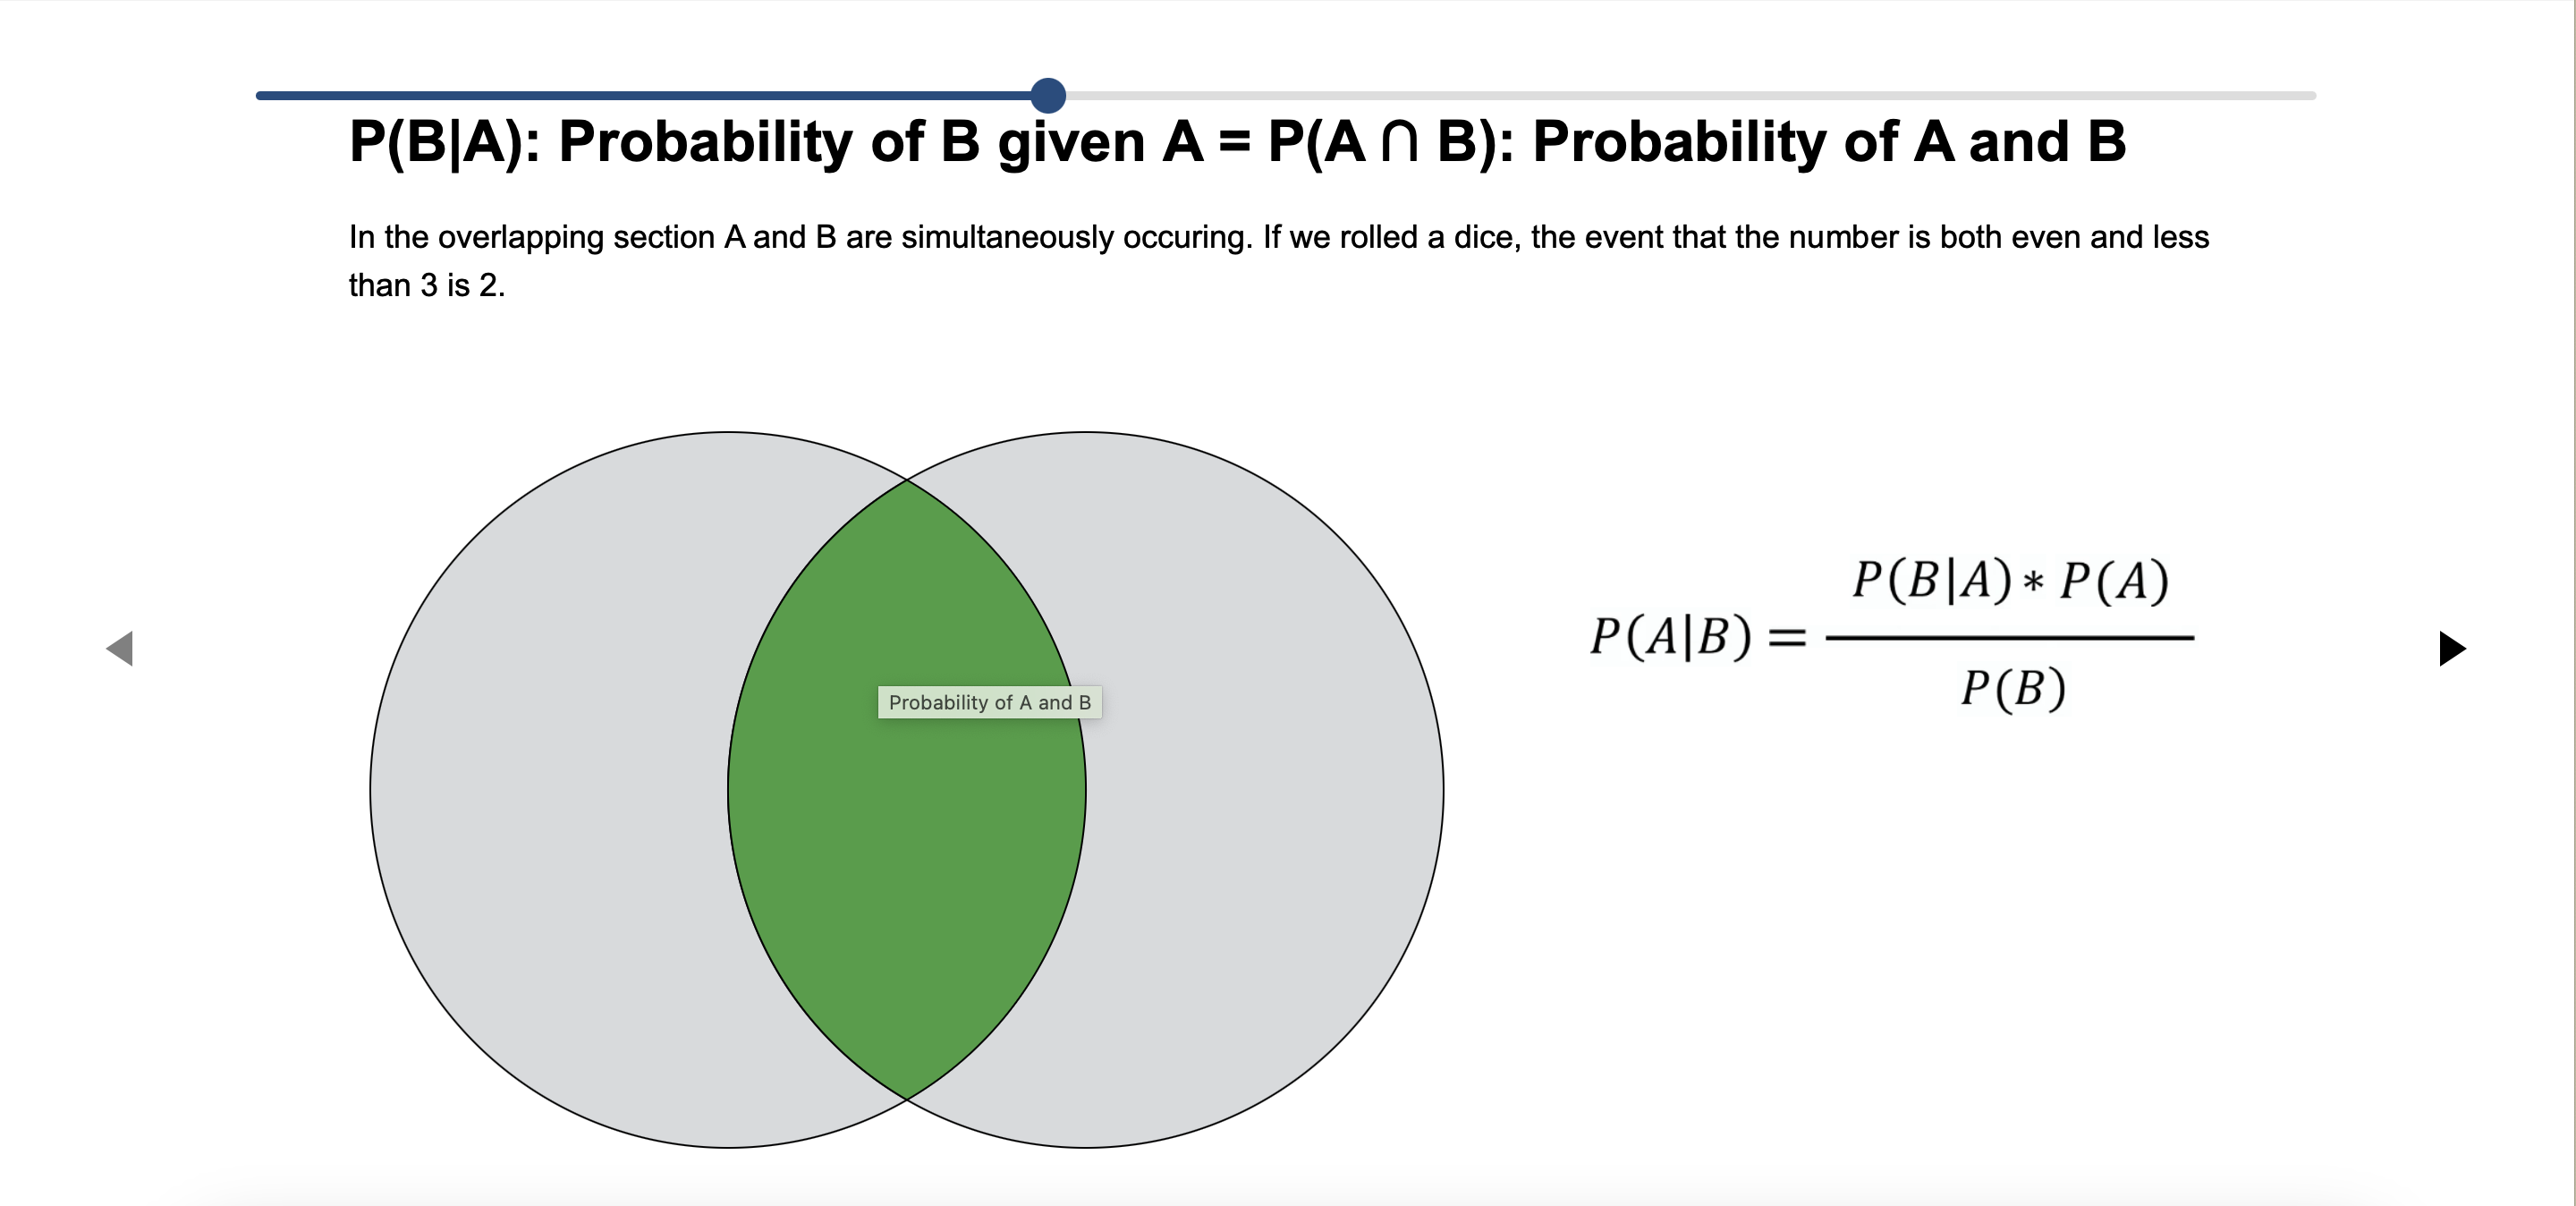 P(B|A): Probability of B given A = P(A ∩ B): Probability of A and B
In the overlapping section A and B are simultaneously occuring. If we rolled a dice, the event that the number is both even and less
than 3 is 2.
P(B|A) * P(A)
P(A|B) =
P(B)
Probability of A and B